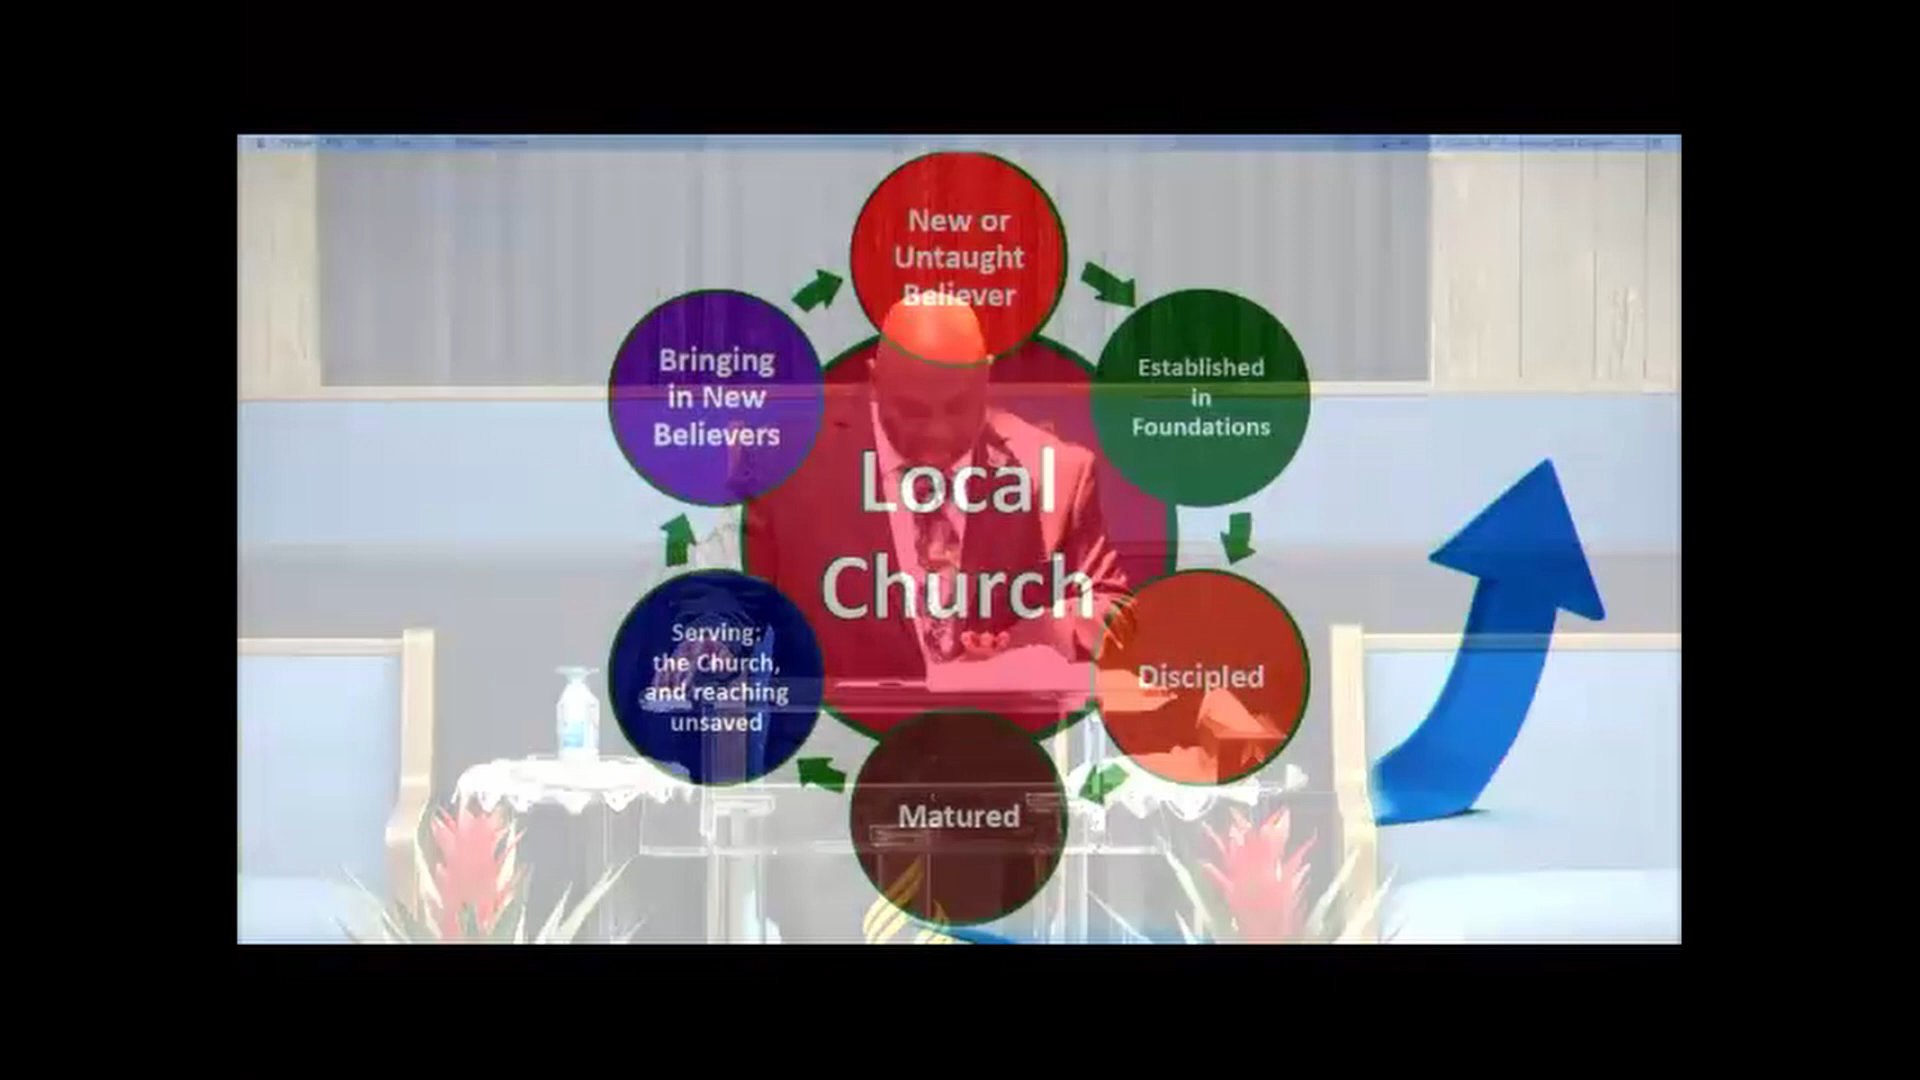 New or
Untaught
Believer
Established
in
Foundations
Discipled
Matured
Serving:
the Church,
and reaching
unsaved
Bringing
in New
Believers
Local
Church